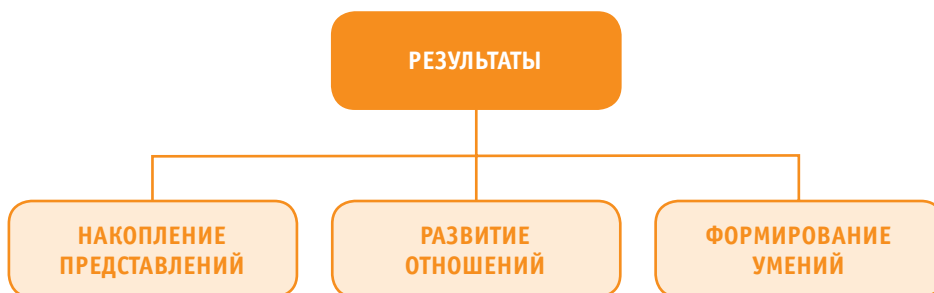 РЕЗУЛЬТАТЫ
НАКОПЛЕНИЕ
ПРЕДСТАВЛЕНИЙ
РАЗВИТИЕ
ОТНОШЕНИЙ
ФОРМИРОВАНИЕ
УМЕНИЙ